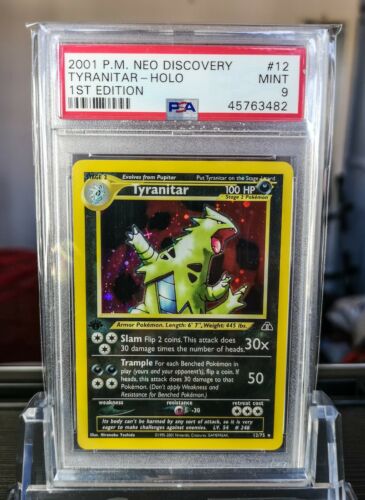 2001 P.M. NEO DISCOVERY #12
TYRANITAR - HOLO MINT
1ST EDITION 9
PSA 45763482
Evolves from Pupitar Put Tyranitar on the Stage 1 card
Tyranitar 100 HP
Stage 2 Pokémon
Armor Pokémon. Length: 6' 7", Weight: 445 lbs.
Slam Flip 2 coins. This attack does
30 damage times the number of heads. 30x
Trample For each Benched Pokémon in
play (yours and your opponent's), flip a coin. If
heads, this attack does 30 damage to that
Pokémon. (Don't apply Weakness and
Resistance for Benched Pokémon.) 50
weakness resistance retreat cost
-30
Its body can't be harmed by any sort of attack, so it is very
eager to make challenges against enemies. LV. 54 # 248
Illus. Hironobu Yoshida 12/75